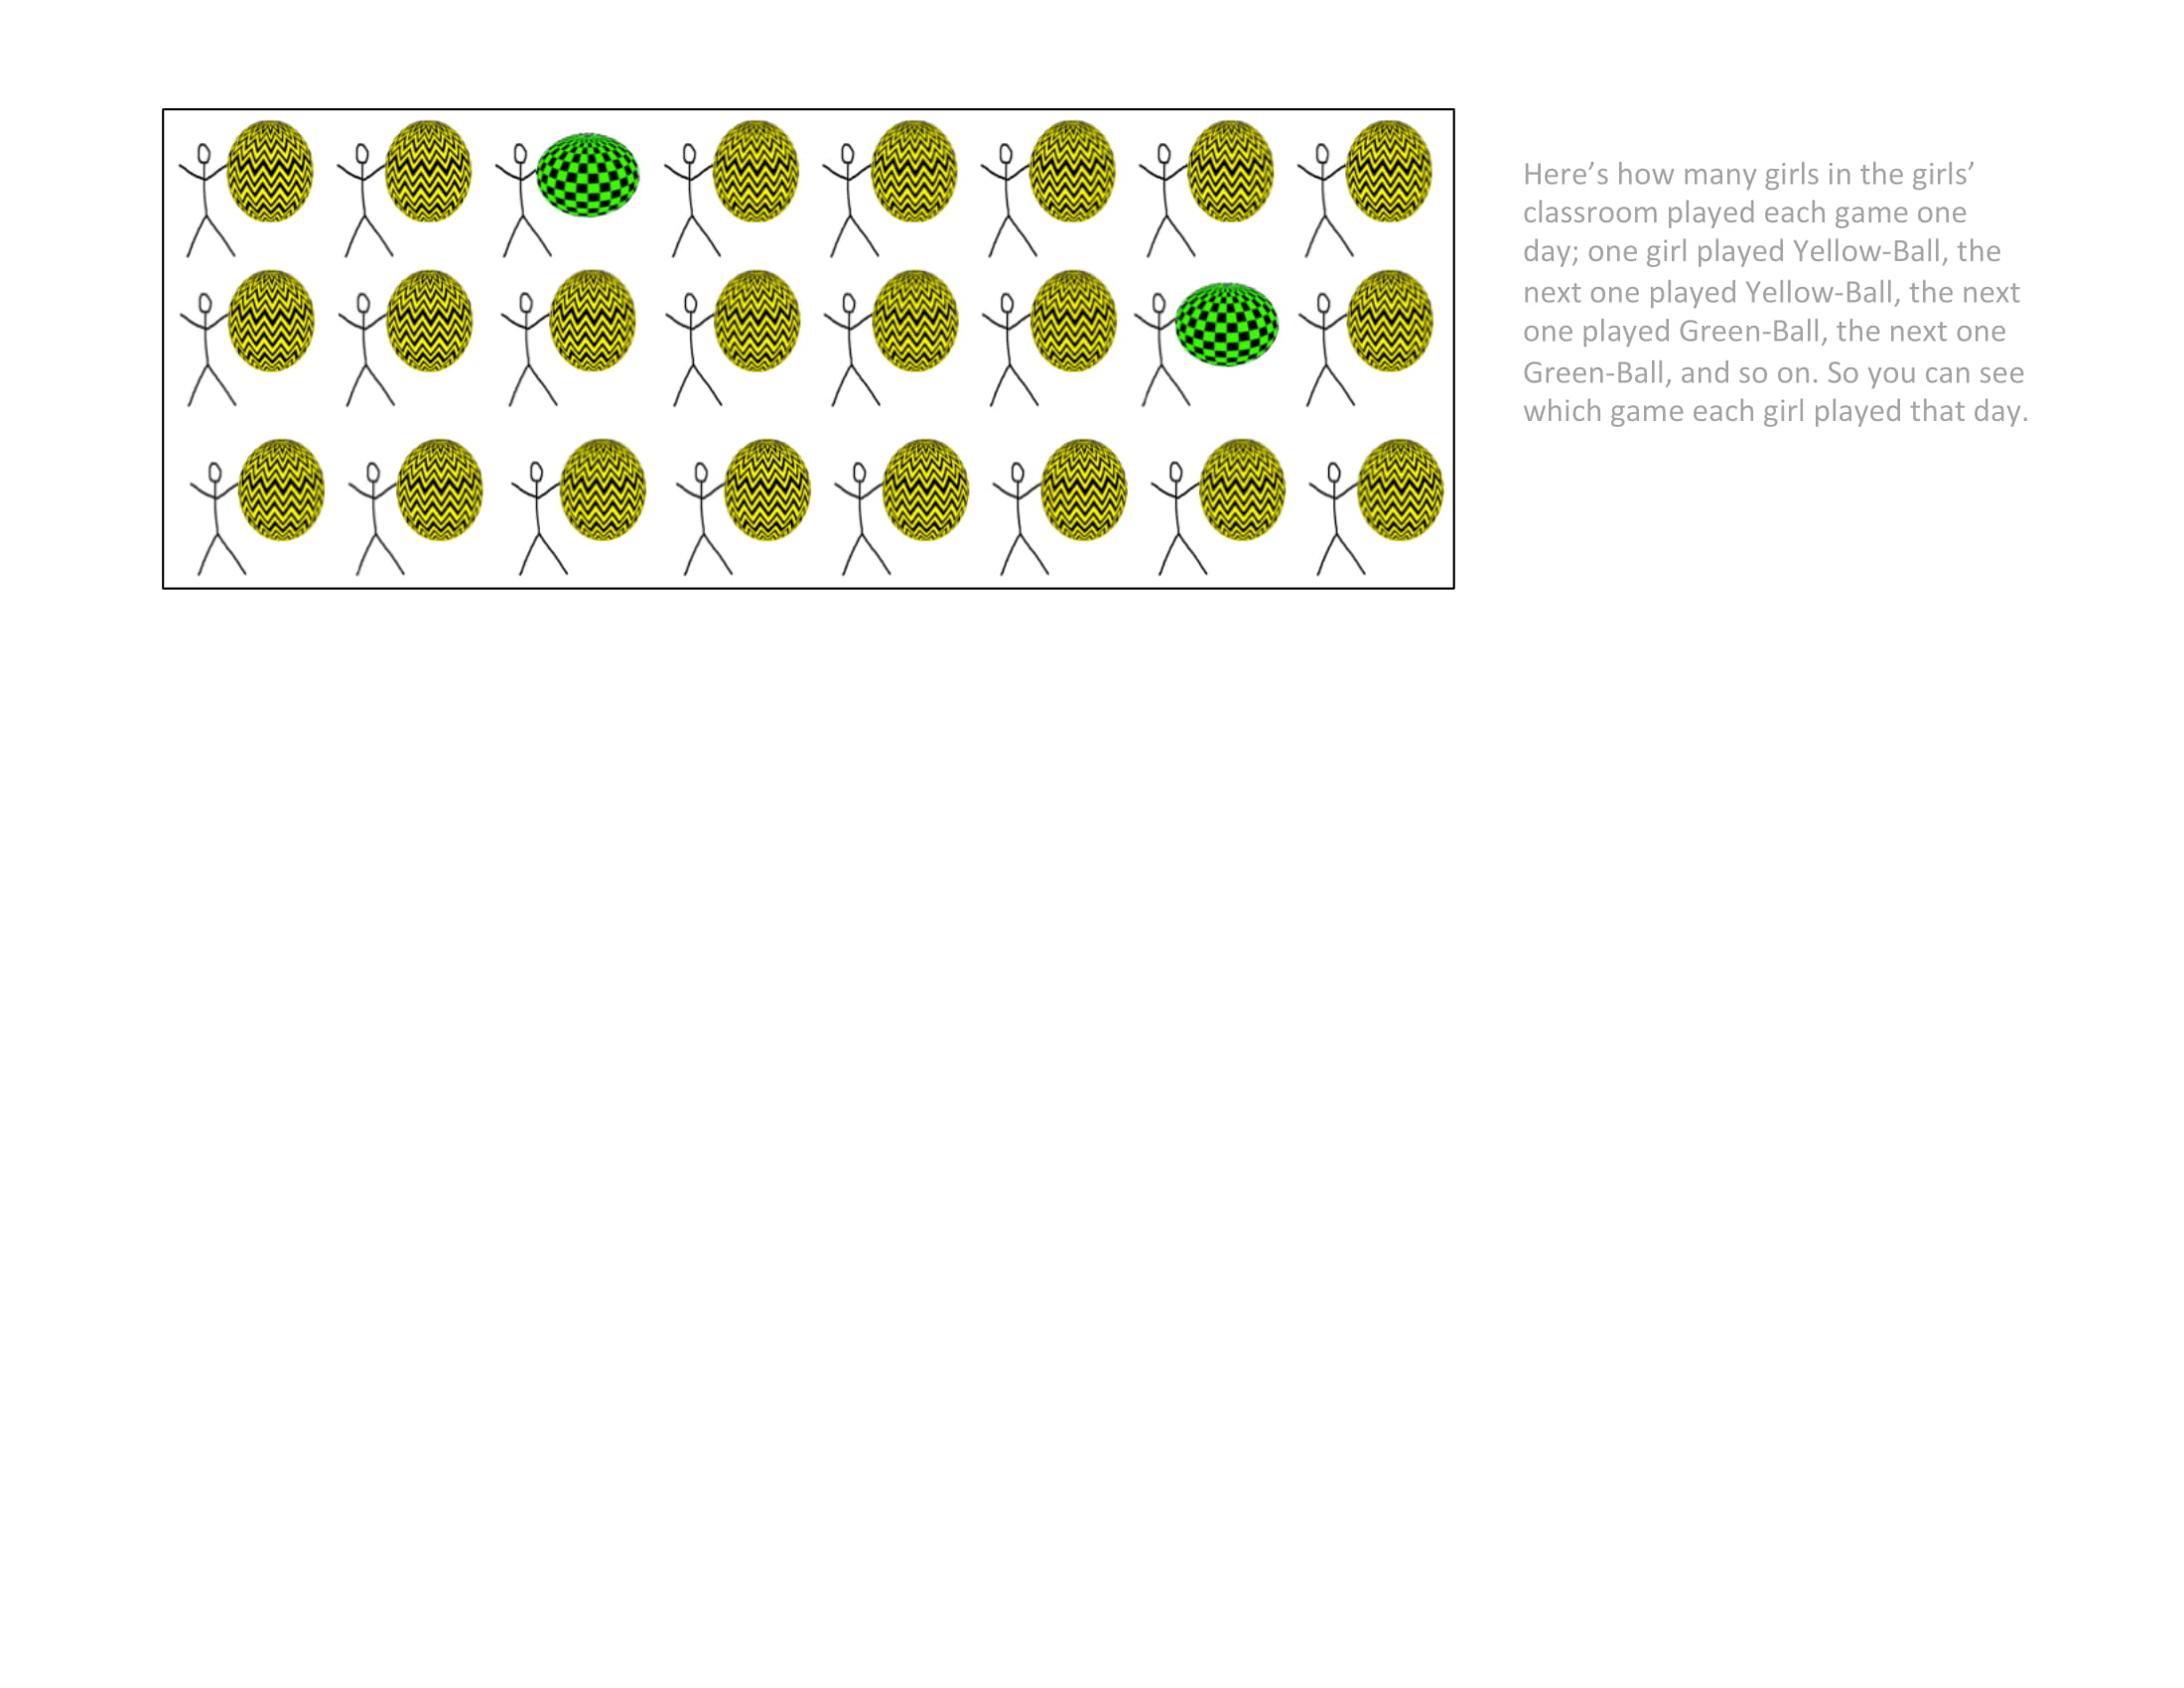 Here’s how many girls in the girls’
classroom played each game one
day; one girl played Yellow-Ball, the
next one played Yellow-Ball, the next
one played Green-Ball, the next one
Green-Ball, and so on. So you can see
which game each girl played that day.